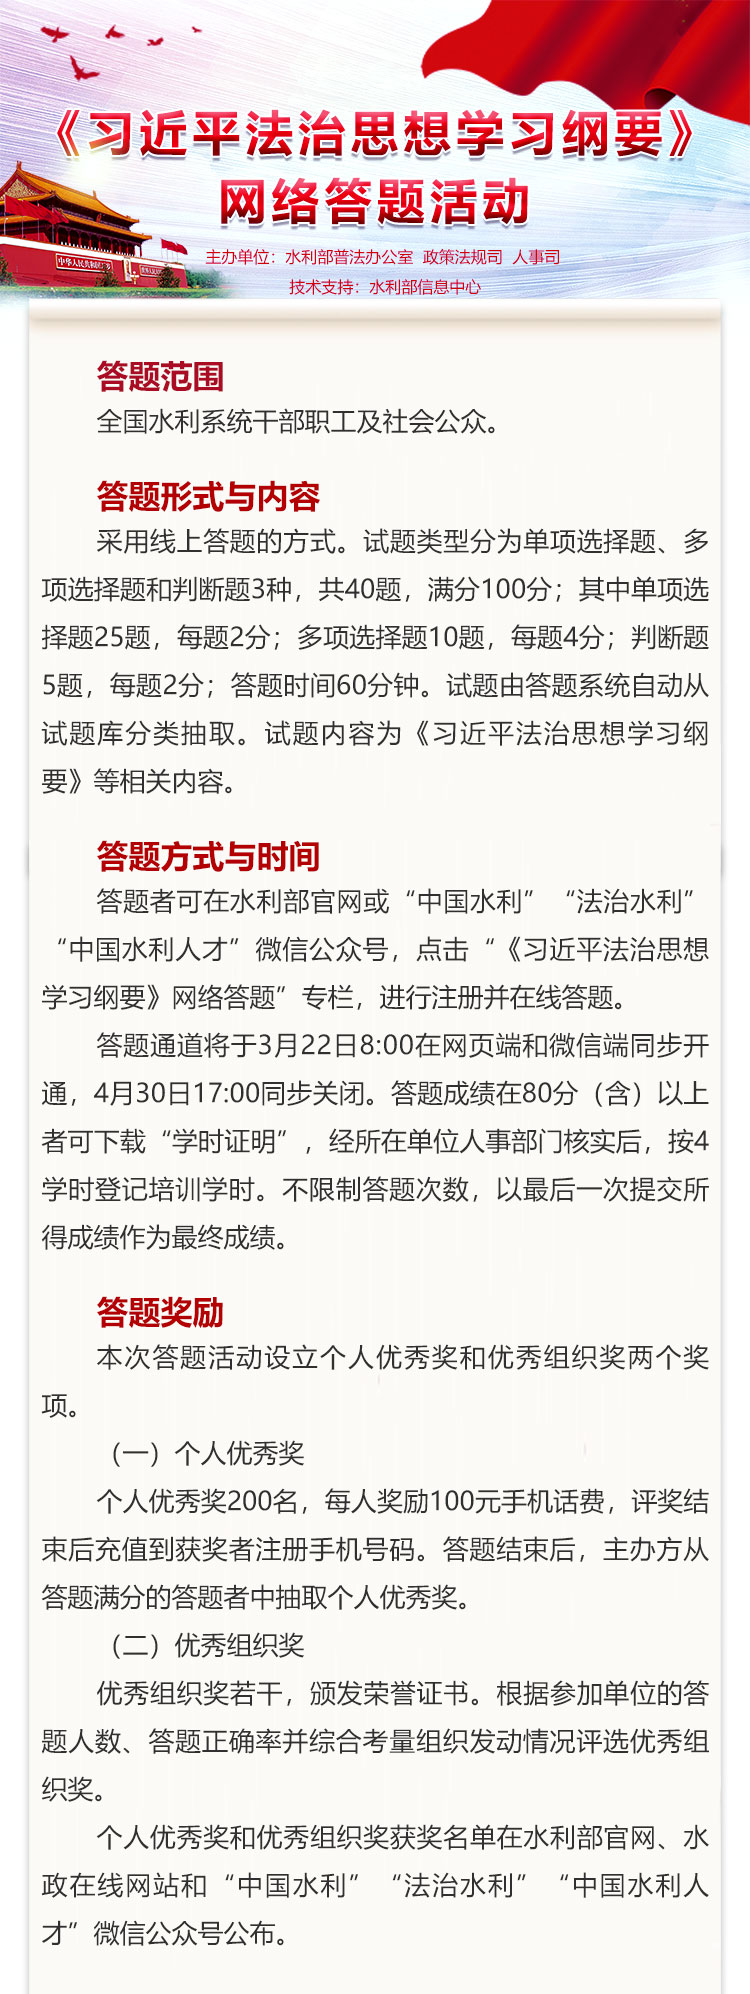 《习近平法治思想学习纲要》
网络答题活动
主办单位：水利部普法办公室 政策法规司 人事司
技术支持：水利部信息中心
中华人民共和国万岁
答题范围
全国水利系统干部职工及社会公众。
答题形式与内容
采用线上答题的方式。试题类型分为单项选择题、多
项选择题和判断题3种，共40题，满分100分；其中单项选
择题25题，每题2分；多项选择题10题，每题4分；判断题
5题，每题2分；答题时间60分钟。试题由答题系统自动从
试题库分类抽取。试题内容为《习近平法治思想学习纲
要》等相关内容。
答题方式与时间
答题者可在水利部官网或“中国水利”“法治水利”
“中国水利人才”微信公众号，点击“《习近平法治思想
学习纲要》网络答题”专栏，进行注册并在线答题。
答题通道将于3月22日8:00在网页端和微信端同步开
通，4月30日17:00同步关闭。答题成绩在80分（含）以上
者可下载“学时证明”，经所在单位人事部门核实后，按4
学时登记培训学时。不限制答题次数，以最后一次提交所
得成绩作为最终成绩。
答题奖励
本次答题活动设立个人优秀奖和优秀组织奖两个奖
项。
（一）个人优秀奖
个人优秀奖200名，每人奖励100元手机话费，评奖结
束后充值到获奖者注册手机号码。答题结束后，主办方从
答题满分的答题者中抽取个人优秀奖。
（二）优秀组织奖
优秀组织奖若干，颁发荣誉证书。根据参加单位的答
题人数、答题正确率并综合考量组织发动情况评选优秀组
织奖。
个人优秀奖和优秀组织奖获奖名单在水利部官网、水
政在线网站和“中国水利”“法治水利”“中国水利人
才”微信公众号公布。